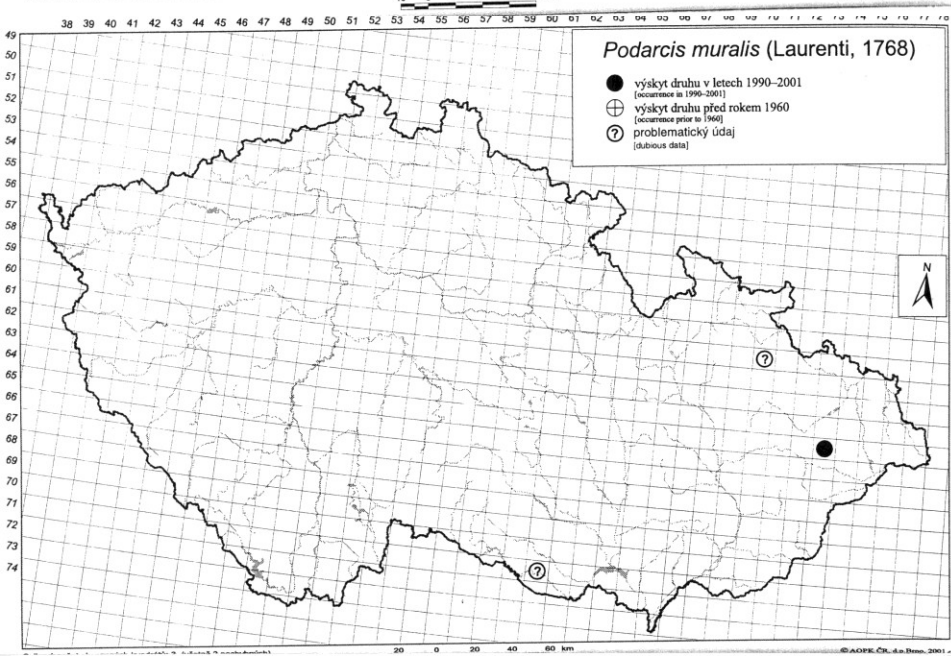 38 39 40 41 42 43 44 45 46 47 48 49 50 51 52 53 54 55 56 57 58 59 60 61 62 63 64 65 66 67 68 69 70 71 72 73 74 75 76 77 78
49
50
51
52
53
54
55
56
57
58
59
60
61
62
63
64
65
66
67
68
69
70
71
72
73
74
Podarcis muralis (Laurenti, 1768)
výskyt druhu v letech 1990–2001
[occurrence in 1990–2001]
výskyt druhu před rokem 1960
[occurrence prior to 1960]
? problematický údaj
[dubious data]
N
?
?
20 0 20 40 60 km
©AOPK ČR, d.p. Brno, 2001